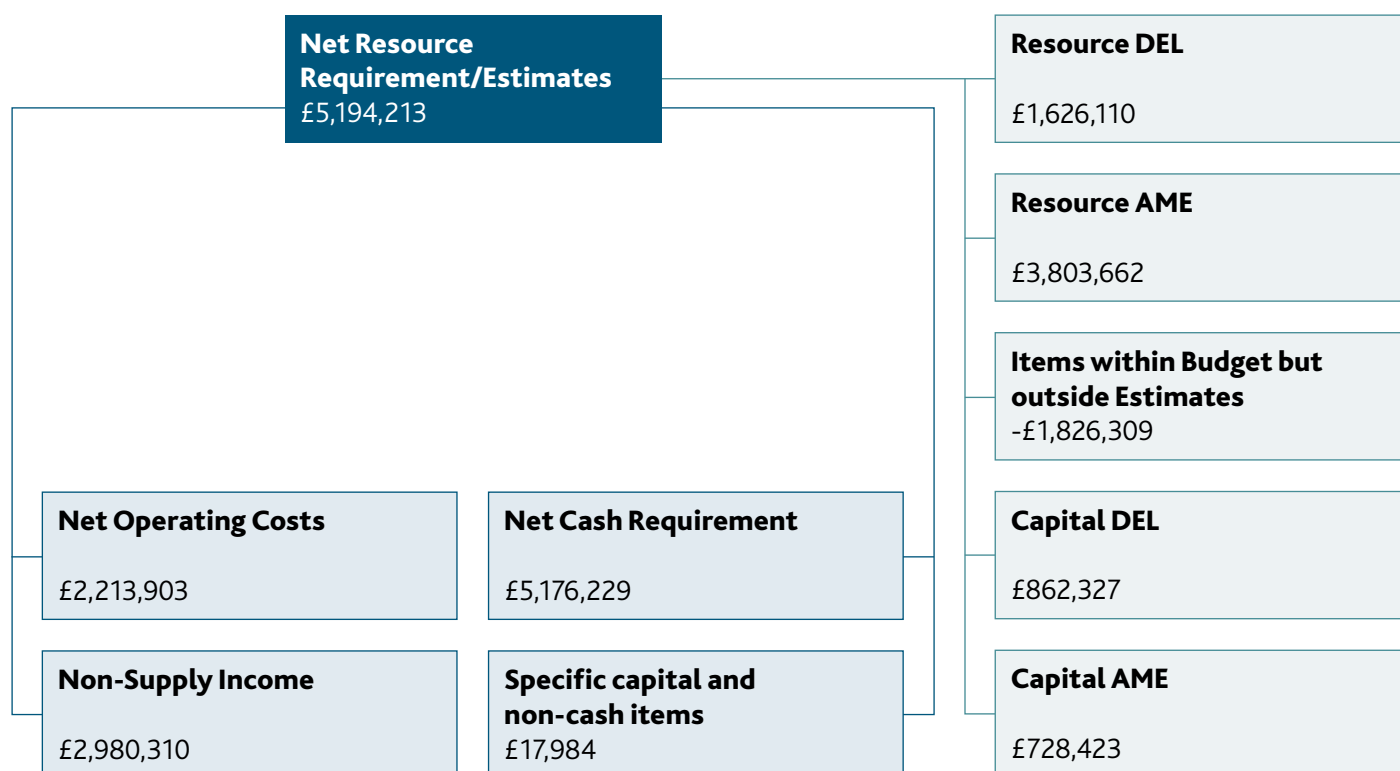 Net Resource
Requirement/Estimates
£5,194,213
Resource DEL
£1,626,110
Resource AME
£3,803,662
Items within Budget but
outside Estimates
-£1,826,309
Net Operating Costs
£2,213,903
Net Cash Requirement
£5,176,229
Capital DEL
£862,327
Non-Supply Income
£2,980,310
Specific capital and
non-cash items
£17,984
Capital AME
£728,423